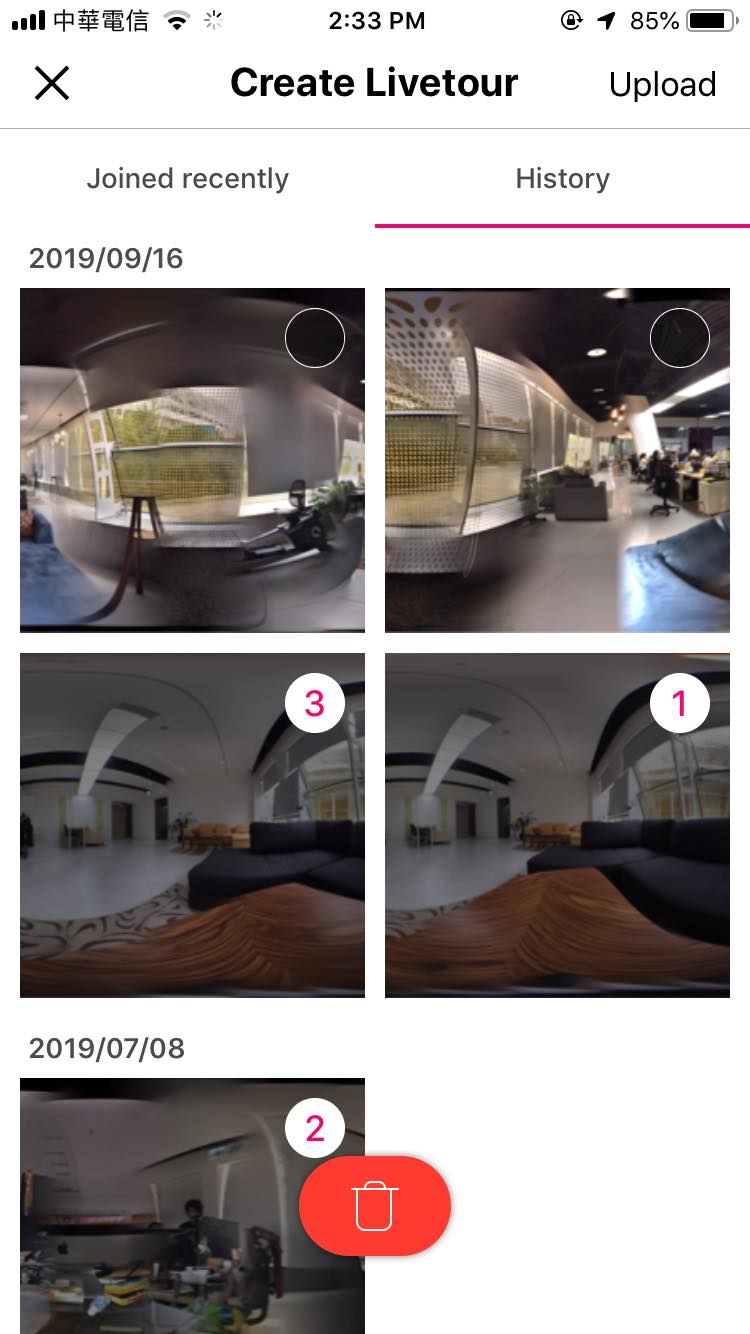 中華電信 2:33 PM 85%
Create Livetour Upload
Joined recently History
2019/09/16
3 1
2019/07/08
2